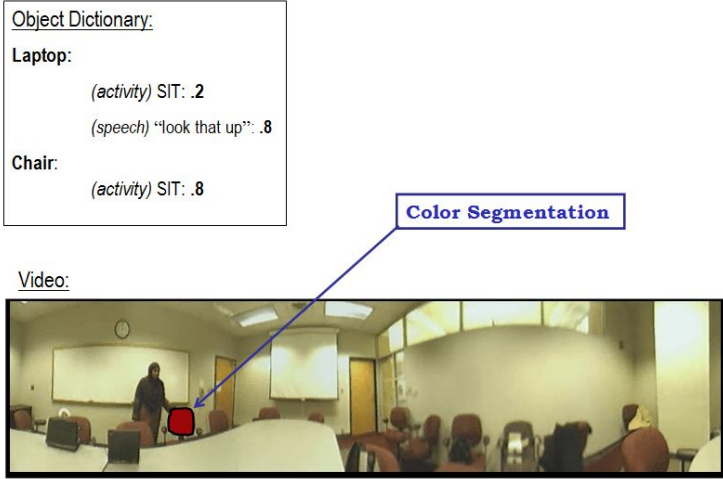 Object Dictionary:
Laptop:
(activity) SIT: .2
(speech) “look that up”: .8
Chair:
(activity) SIT: .8
Color Segmentation
Video: